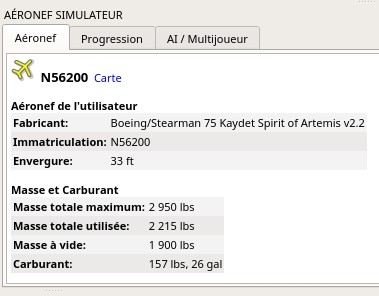 AÉRONEF SIMULATEUR
Aéronef Progression AI / Multijoueur
N56200 Carte
Aéronef de l'utilisateur
Fabricant: Boeing/Stearman 75 Kaydet Spirit of Artemis v2.2
Immatriculation: N56200
Envergure: 33 ft
Masse et Carburant
Masse totale maximum: 2 950 lbs
Masse totale utilisée: 2 215 lbs
Masse à vide: 1 900 lbs
Carburant: 157 lbs, 26 gal